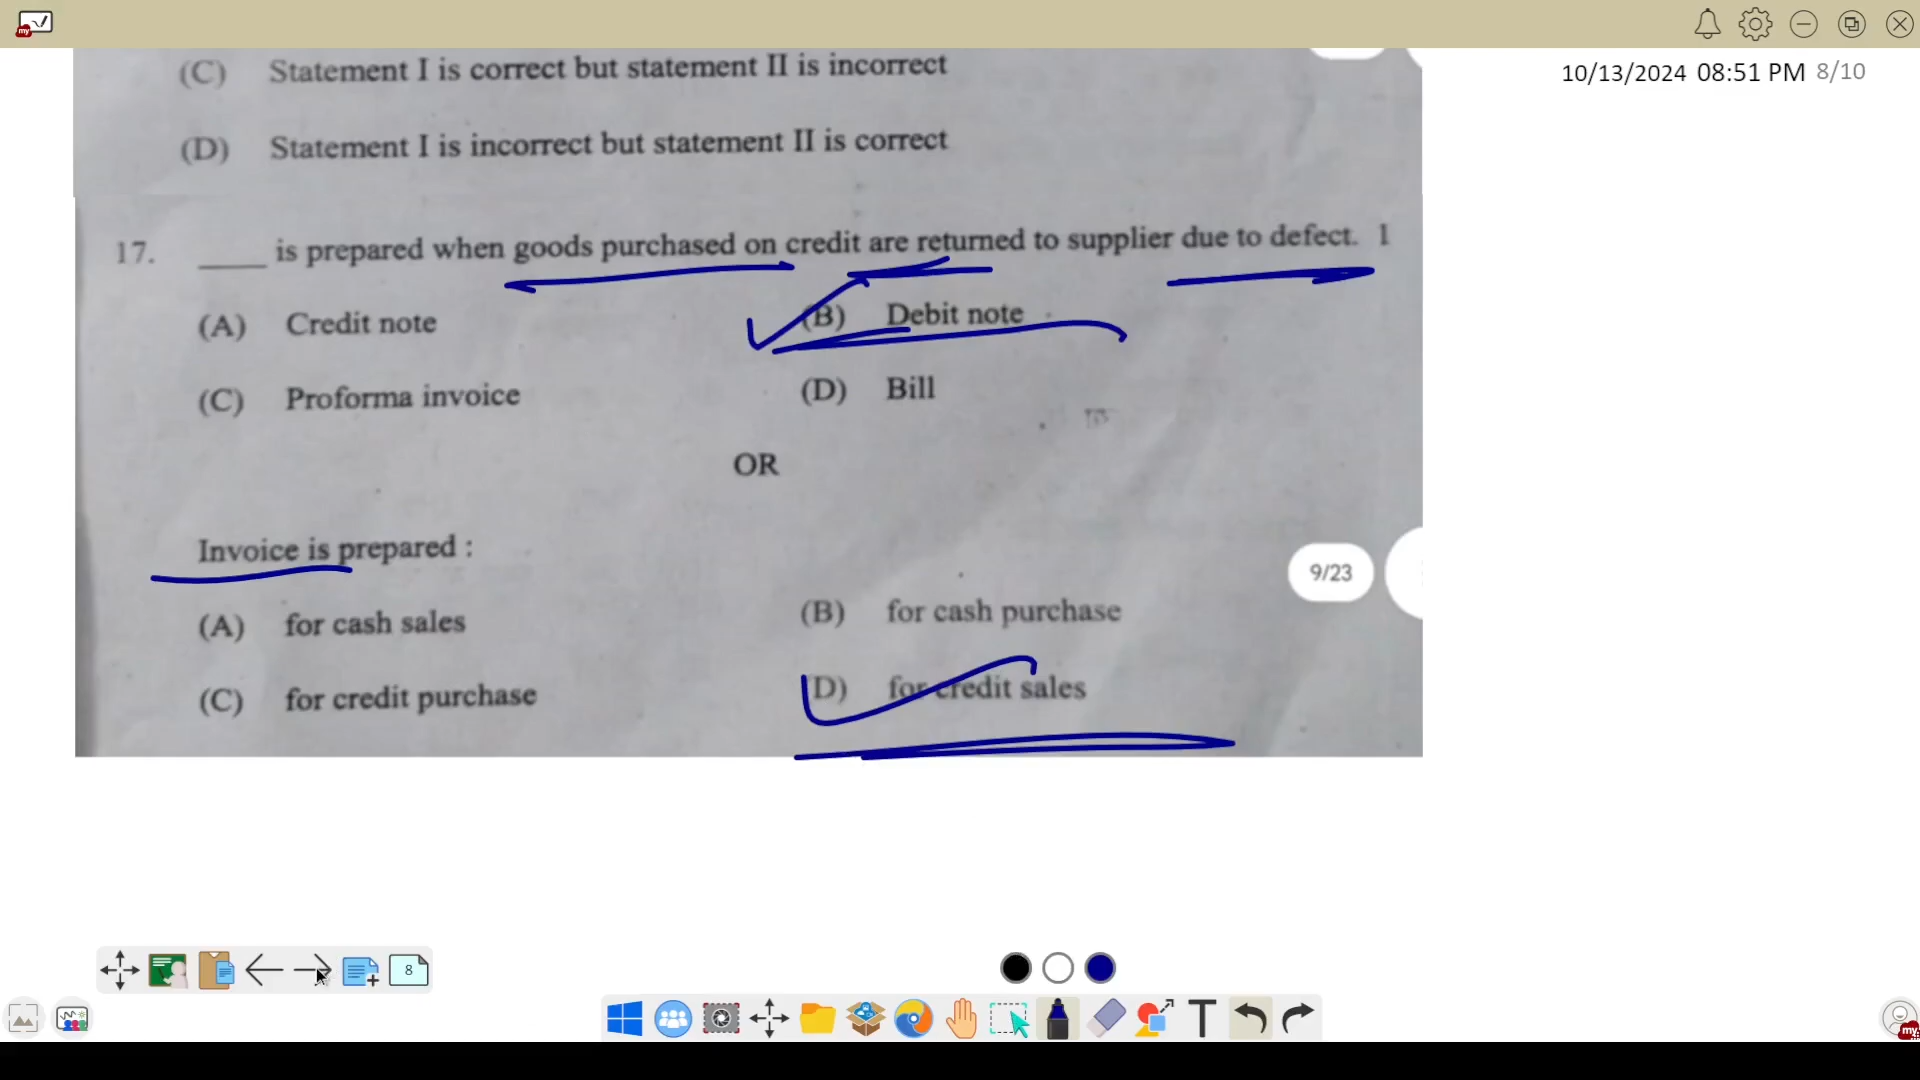 10/13/2024 08:51 PM 8/10
(C) Statement I is correct but statement II is incorrect
(D) Statement I is incorrect but statement II is correct
17. ____ is prepared when goods purchased on credit are returned to supplier due to defect. 1
(A) Credit note (B) Debit note
(C) Proforma invoice (D) Bill
OR
Invoice is prepared :
9/23
(A) for cash sales (B) for cash purchase
(C) for credit purchase (D) for credit sales
8